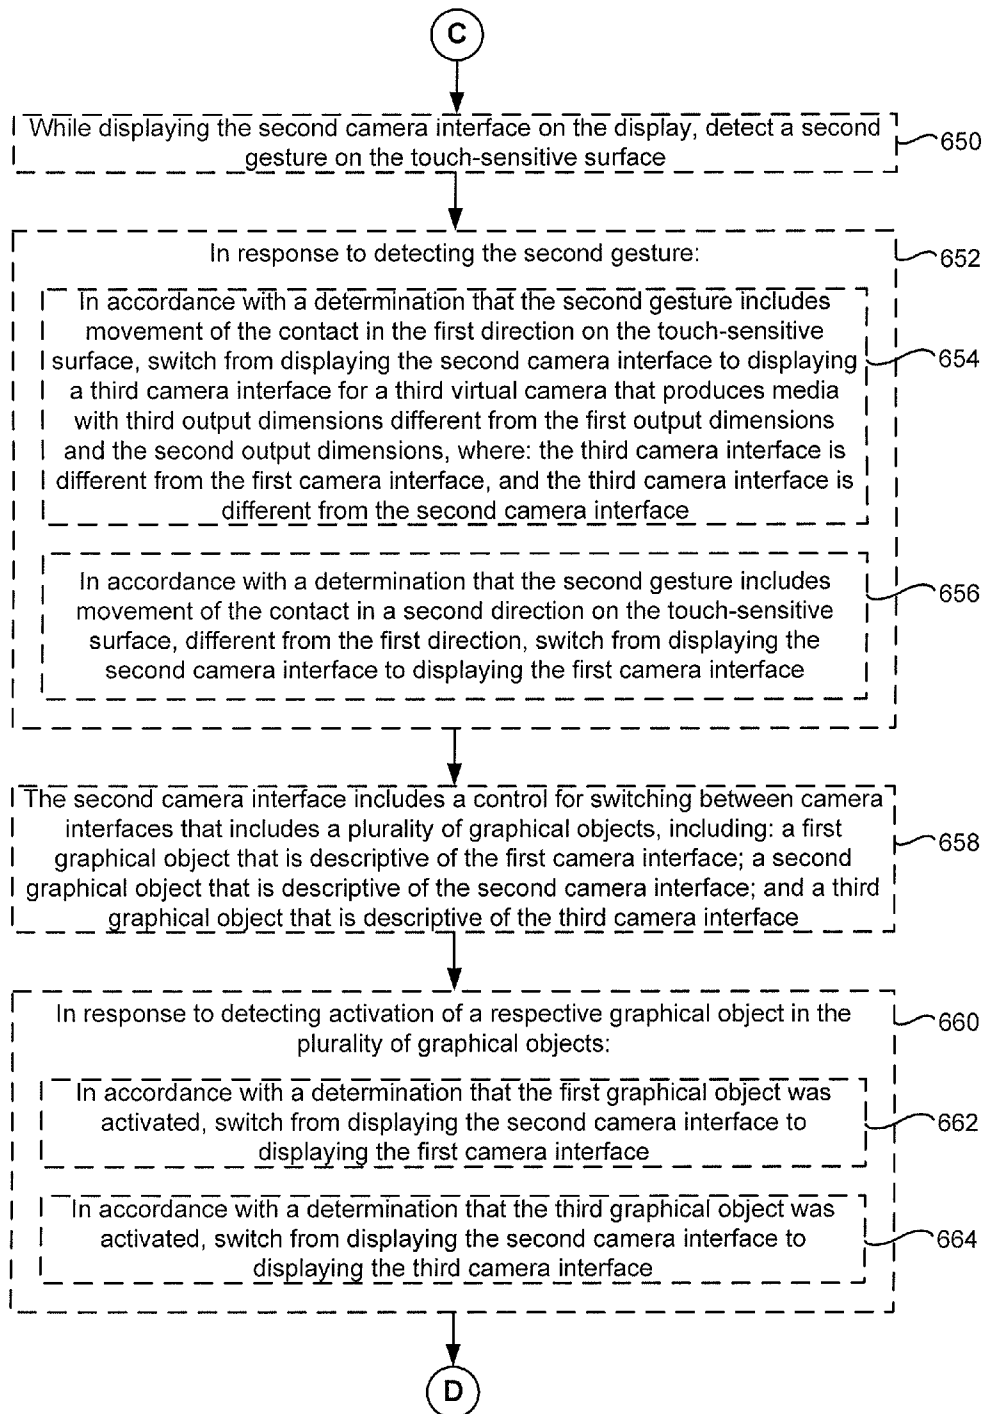 C
While displaying the second camera interface on the display, detect a second
gesture on the touch-sensitive surface
650
In response to detecting the second gesture:
652
In accordance with a determination that the second gesture includes
movement of the contact in the first direction on the touch-sensitive
surface, switch from displaying the second camera interface to displaying
a third camera interface for a third virtual camera that produces media
with third output dimensions different from the first output dimensions
and the second output dimensions, where: the third camera interface is
different from the first camera interface, and the third camera interface is
different from the second camera interface
654
In accordance with a determination that the second gesture includes
movement of the contact in a second direction on the touch-sensitive
surface, different from the first direction, switch from displaying the
second camera interface to displaying the first camera interface
656
The second camera interface includes a control for switching between camera
interfaces that includes a plurality of graphical objects, including: a first
graphical object that is descriptive of the first camera interface; a second
graphical object that is descriptive of the second camera interface; and a third
graphical object that is descriptive of the third camera interface
658
In response to detecting activation of a respective graphical object in the
plurality of graphical objects:
660
In accordance with a determination that the first graphical object was
activated, switch from displaying the second camera interface to
displaying the first camera interface
662
In accordance with a determination that the third graphical object was
activated, switch from displaying the second camera interface to
displaying the third camera interface
664
D